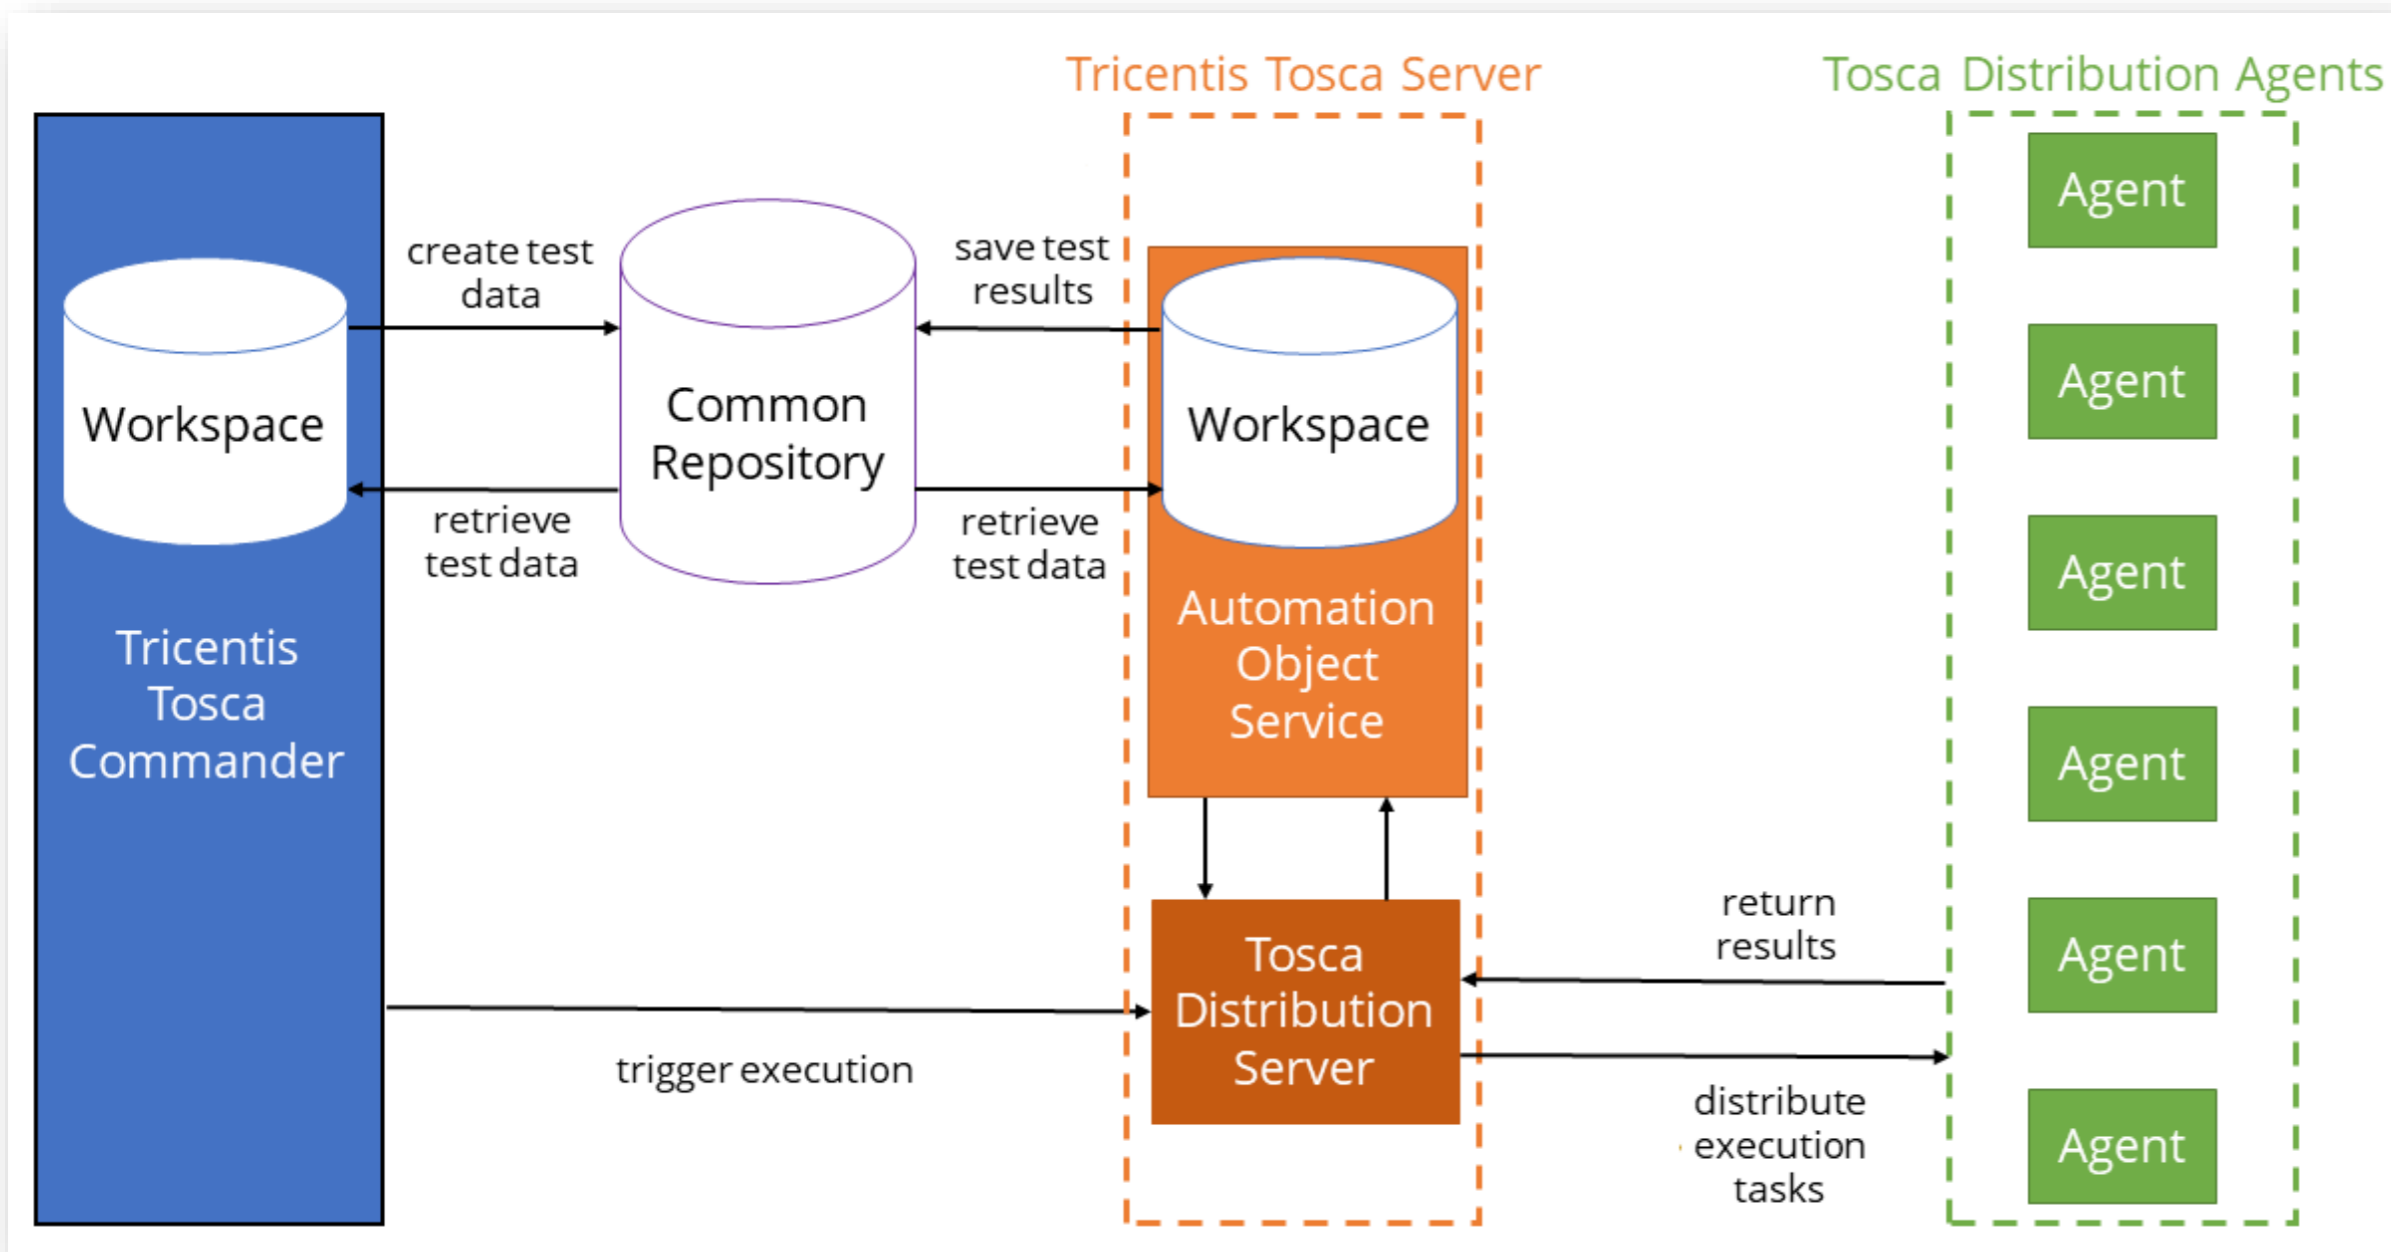 Tricentis Tosca Server
Tosca Distribution Agents
Workspace
Tricentis
Tosca
Commander
create test
data
retrieve
test data
Common
Repository
save test
results
retrieve
test data
Workspace
Automation
Object
Service
trigger execution
Tosca
Distribution
Server
return
results
distribute
execution
tasks
Agent
Agent
Agent
Agent
Agent
Agent